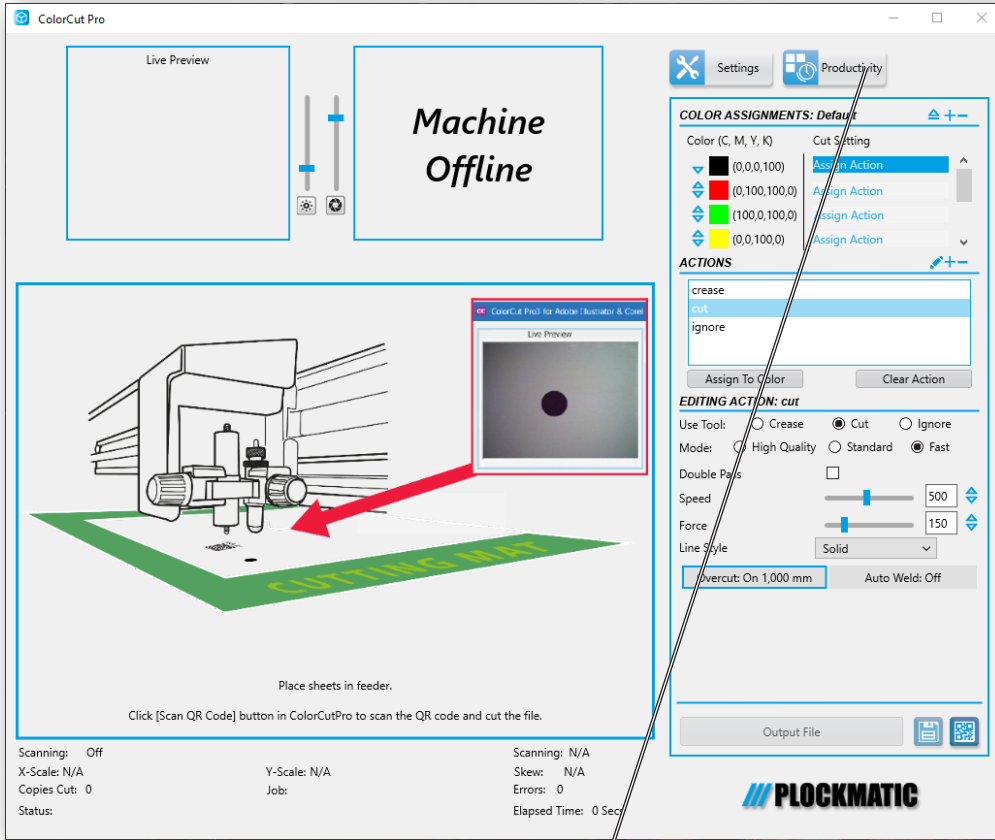 ColorCut Pro
Live Preview
Machine
Offline
Settings
Productivity
COLOR ASSIGNMENTS: Default
Color (C, M, Y, K) Cut Setting
(0,0,0,100) Assign Action
(0,100,100,0) Assign Action
(100,0,100,0) Assign Action
(0,0,100,0) Assign Action
ACTIONS
crease
cut
ignore
Assign To Color Clear Action
EDITING ACTION: cut
Use Tool: Crease Cut Ignore
Mode: High Quality Standard Fast
Double Pass
Speed 500
Force 150
Line Style Solid
Overcut: On 1,000 mm Auto Weld: Off
Output File
cc ColorCut Pro3 for Adobe Illustrator & Corel
Live Preview
CUTTING MAT
Place sheets in feeder.
Click [Scan QR Code] button in ColorCutPro to scan the QR code and cut the file.
Scanning: Off Scanning: N/A
X-Scale: N/A Y-Scale: N/A Skew: N/A
Copies Cut: 0 Job: Errors: 0
Status: Elapsed Time: 0 Secs
PLOCKMATIC